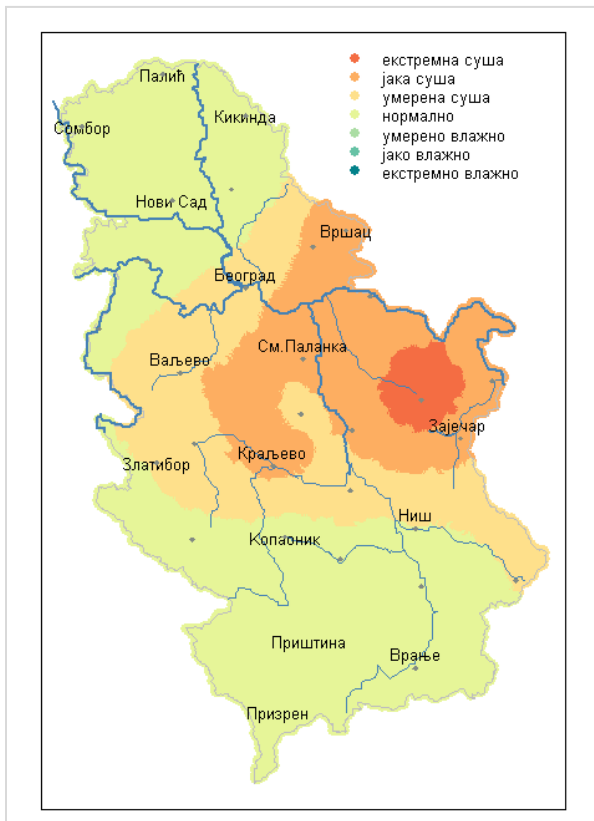 екстремна суша
јака суша
умерена суша
нормално
умерено влажно
јако влажно
екстремно влажно
Палић
Кикинда
Сомбор
Нови Сад
Вршац
Београд
См.Паланка
Ваљево
Зајечар
Краљево
Златибор
Ниш
Копаоник
Приштина
Врање
Призрен